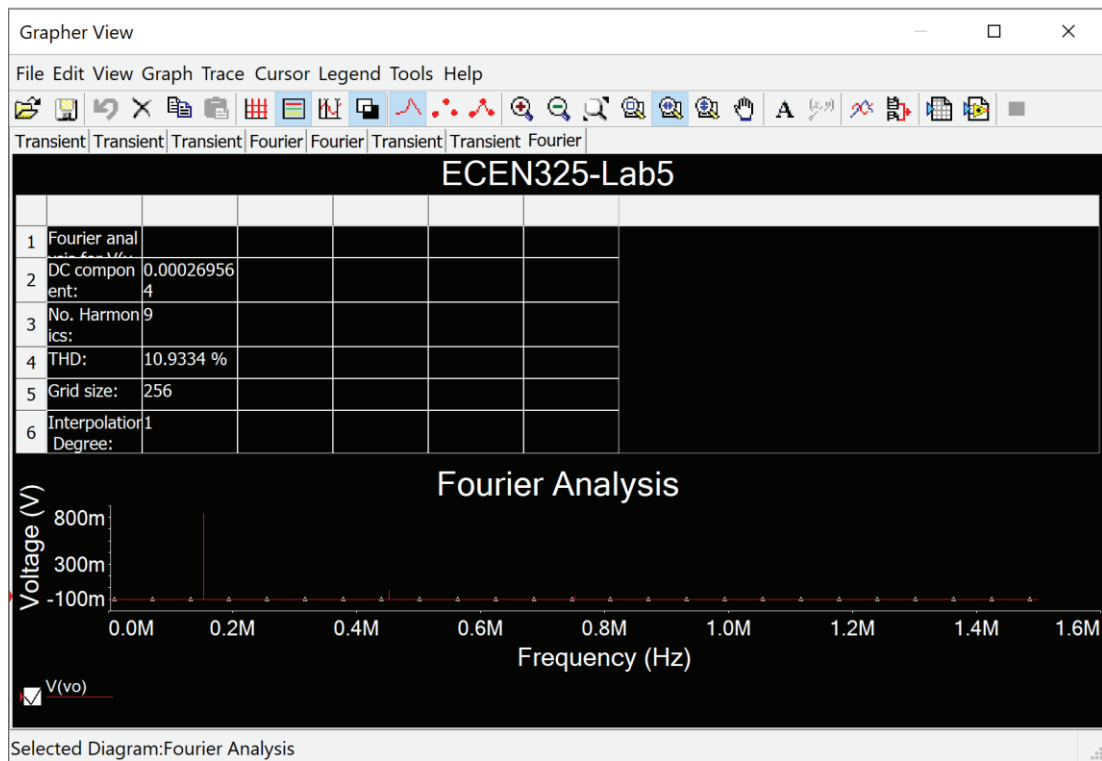 Grapher View
File Edit View Graph Trace Cursor Legend Tools Help
A (x,y)
Transient Transient Transient Fourier Fourier Transient Transient Fourier
ECEN325-Lab5
1 Fourier anal
2 DC compon 0.00026956
ent: 4
3 No. Harmon 9
ics:
4 THD: 10.9334 %
5 Grid size: 256
6 Interpolation 1
Degree:
Fourier Analysis
Voltage (V)
800m
300m
-100m
0.0M 0.2M 0.4M 0.6M 0.8M 1.0M 1.2M 1.4M 1.6M
Frequency (Hz)
V(vo)
Selected Diagram:Fourier Analysis